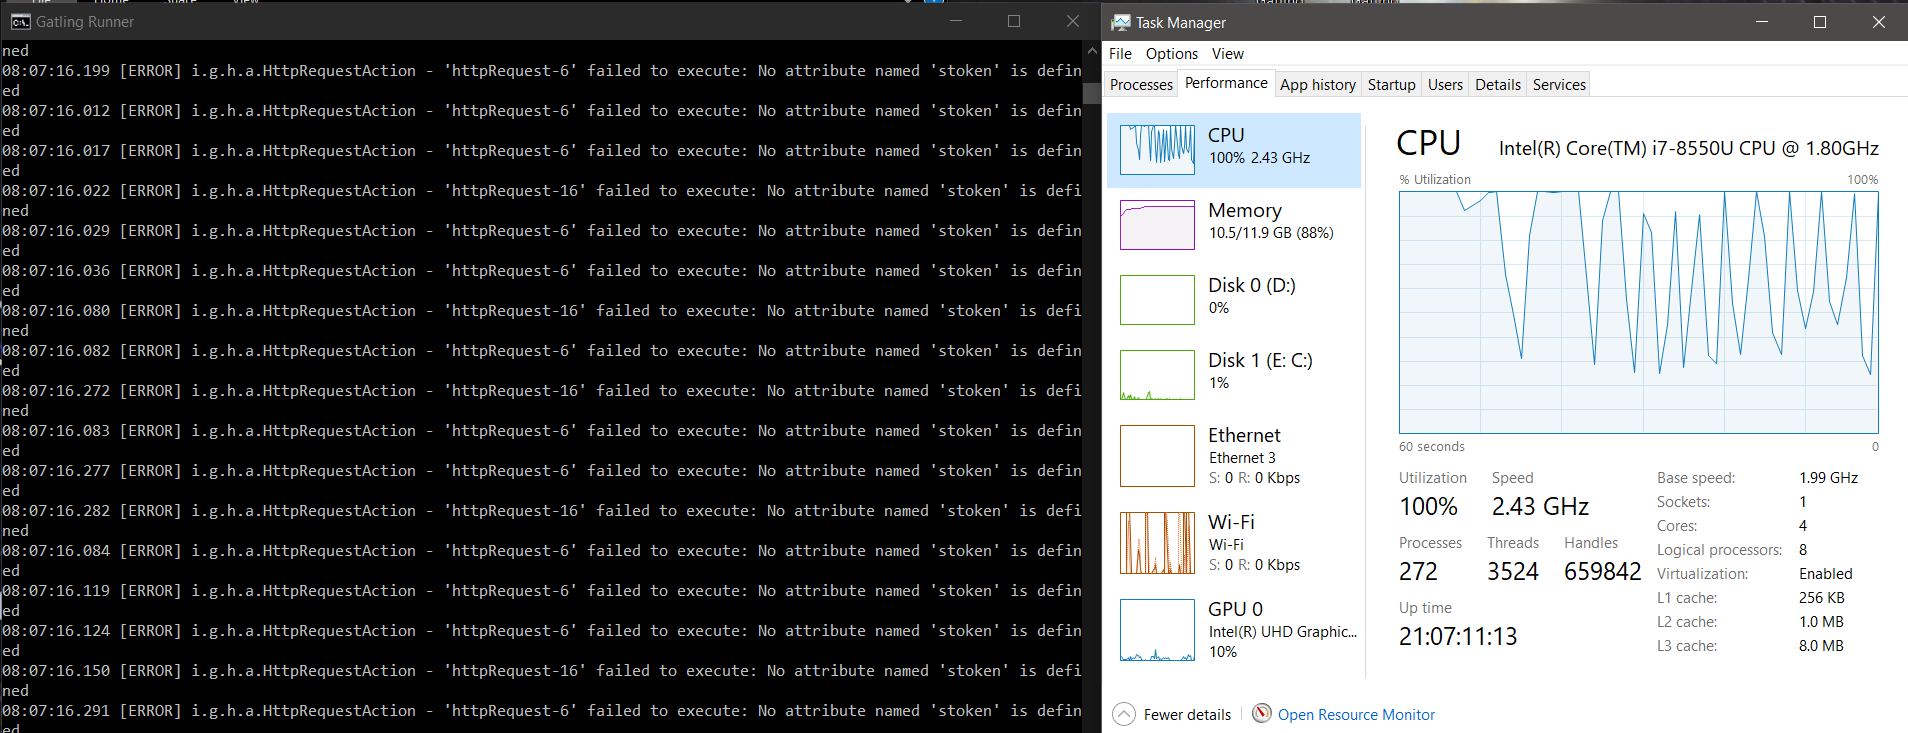 Gatling Runner
ned
08:07:16.199 [ERROR] i.g.h.a.HttpRequestAction - 'httpRequest-6' failed to execute: No attribute named 'stoken' is defin
ed
08:07:16.012 [ERROR] i.g.h.a.HttpRequestAction - 'httpRequest-6' failed to execute: No attribute named 'stoken' is defin
ed
08:07:16.017 [ERROR] i.g.h.a.HttpRequestAction - 'httpRequest-6' failed to execute: No attribute named 'stoken' is defin
ed
08:07:16.022 [ERROR] i.g.h.a.HttpRequestAction - 'httpRequest-16' failed to execute: No attribute named 'stoken' is defi
ned
08:07:16.029 [ERROR] i.g.h.a.HttpRequestAction - 'httpRequest-6' failed to execute: No attribute named 'stoken' is defin
ed
08:07:16.036 [ERROR] i.g.h.a.HttpRequestAction - 'httpRequest-6' failed to execute: No attribute named 'stoken' is defin
ed
08:07:16.080 [ERROR] i.g.h.a.HttpRequestAction - 'httpRequest-16' failed to execute: No attribute named 'stoken' is defi
ned
08:07:16.082 [ERROR] i.g.h.a.HttpRequestAction - 'httpRequest-6' failed to execute: No attribute named 'stoken' is defin
ed
08:07:16.272 [ERROR] i.g.h.a.HttpRequestAction - 'httpRequest-16' failed to execute: No attribute named 'stoken' is defi
ned
08:07:16.083 [ERROR] i.g.h.a.HttpRequestAction - 'httpRequest-6' failed to execute: No attribute named 'stoken' is defin
ed
08:07:16.277 [ERROR] i.g.h.a.HttpRequestAction - 'httpRequest-6' failed to execute: No attribute named 'stoken' is defin
ed
08:07:16.282 [ERROR] i.g.h.a.HttpRequestAction - 'httpRequest-16' failed to execute: No attribute named 'stoken' is defi
ned
08:07:16.084 [ERROR] i.g.h.a.HttpRequestAction - 'httpRequest-6' failed to execute: No attribute named 'stoken' is defin
ed
08:07:16.119 [ERROR] i.g.h.a.HttpRequestAction - 'httpRequest-6' failed to execute: No attribute named 'stoken' is defin
ed
08:07:16.124 [ERROR] i.g.h.a.HttpRequestAction - 'httpRequest-6' failed to execute: No attribute named 'stoken' is defin
ed
08:07:16.150 [ERROR] i.g.h.a.HttpRequestAction - 'httpRequest-16' failed to execute: No attribute named 'stoken' is defi
ned
08:07:16.291 [ERROR] i.g.h.a.HttpRequestAction - 'httpRequest-6' failed to execute: No attribute named 'stoken' is defin
ed
Task Manager
File Options View
Processes Performance App history Startup Users Details Services
CPU
100% 2.43 GHz
Memory
10.5/11.9 GB (88%)
Disk 0 (D:)
0%
Disk 1 (E: C:)
1%
Ethernet
Ethernet 3
S: 0 R: 0 Kbps
Wi-Fi
Wi-Fi
S: 0 R: 0 Kbps
GPU 0
Intel(R) UHD Graphic...
10%
CPU Intel(R) Core(TM) i7-8550U CPU @ 1.80GHz
% Utilization 100%
60 seconds 0
Utilization Speed
100% 2.43 GHz
Processes Threads Handles
272 3524 659842
Up time
21:07:11:13
Base speed: 1.99 GHz
Sockets: 1
Cores: 4
Logical processors: 8
Virtualization: Enabled
L1 cache: 256 KB
L2 cache: 1.0 MB
L3 cache: 8.0 MB
Fewer details Open Resource Monitor